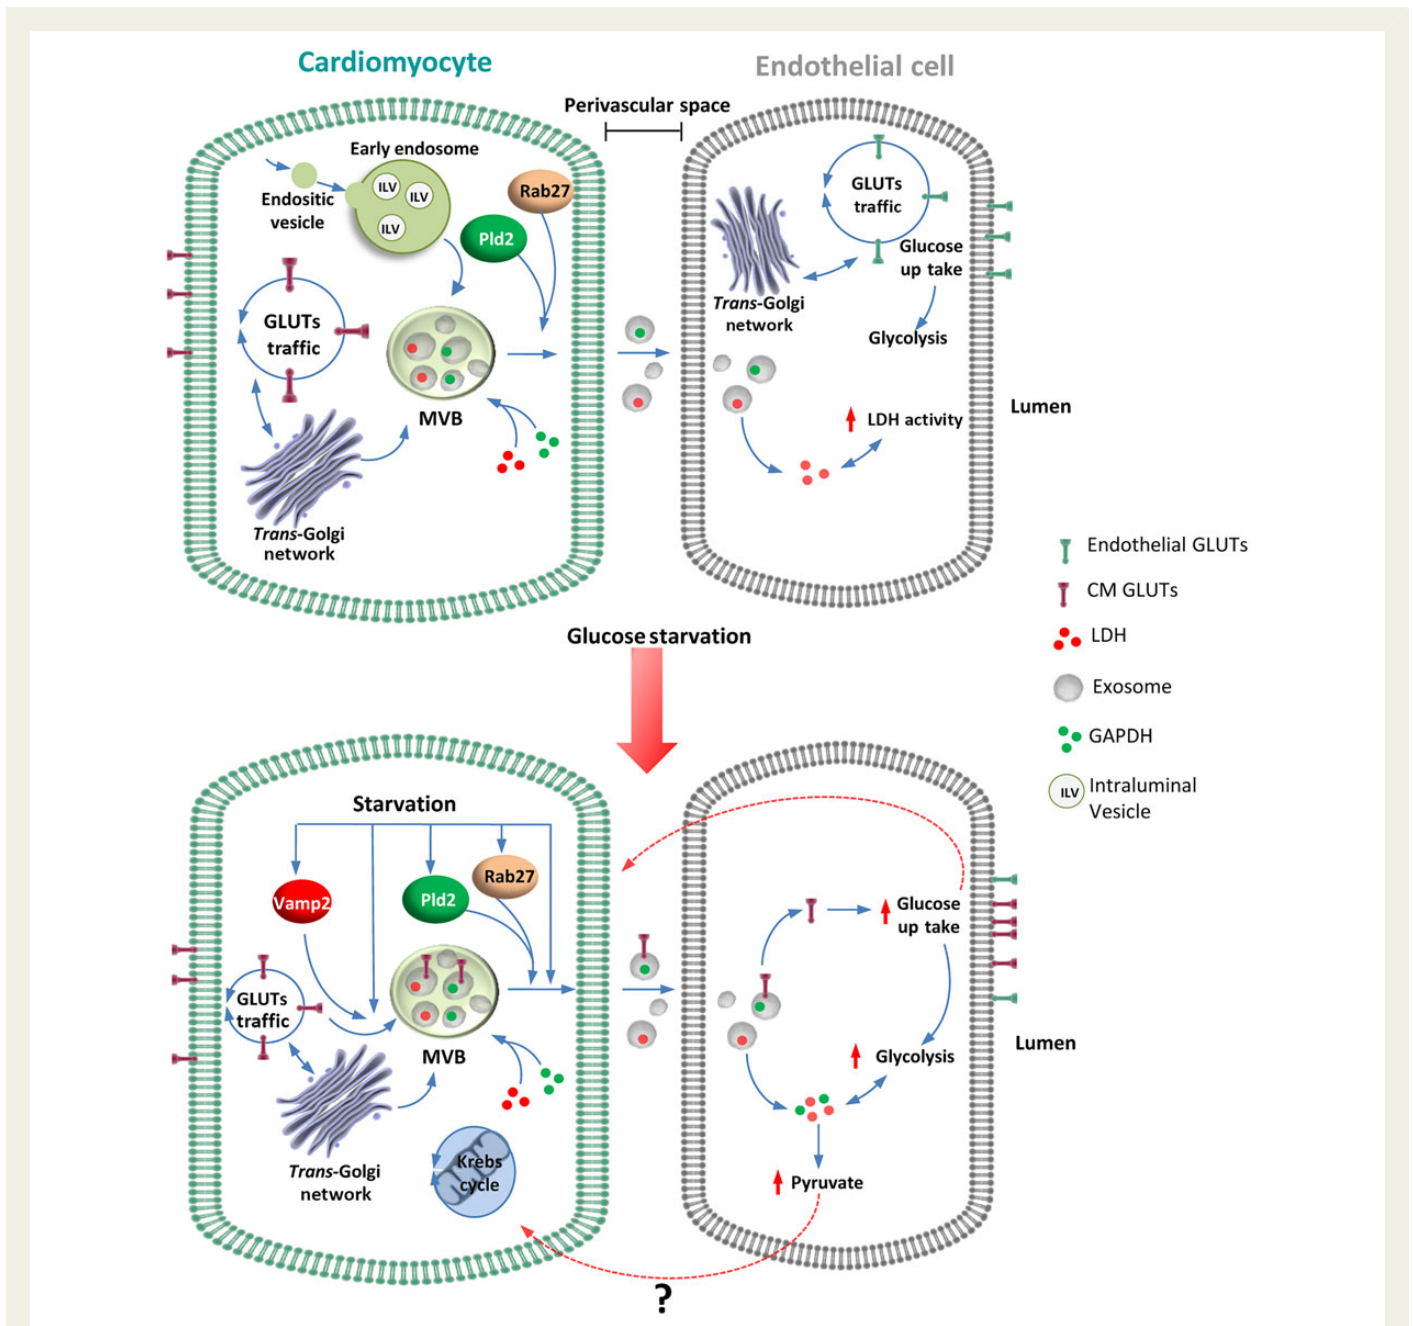 Cardiomyocyte
Endothelial cell
Perivascular space
Early endosome
ILV
ILV
ILV
Endositic
vesicle
Rab27
Pld2
GLUTs
traffic
MVB
Trans-Golgi
network
GLUTs
traffic
Glucose
up take
Trans-Golgi
network
Glycolysis
LDH activity
Lumen
Endothelial GLUTs
CM GLUTs
LDH
Exosome
GAPDH
ILV
Intraluminal
Vesicle
Glucose starvation
Starvation
Vamp2
Pld2
Rab27
GLUTs
traffic
MVB
Trans-Golgi
network
Krebs
cycle
Glucose
up take
Glycolysis
Pyruvate
Lumen
?